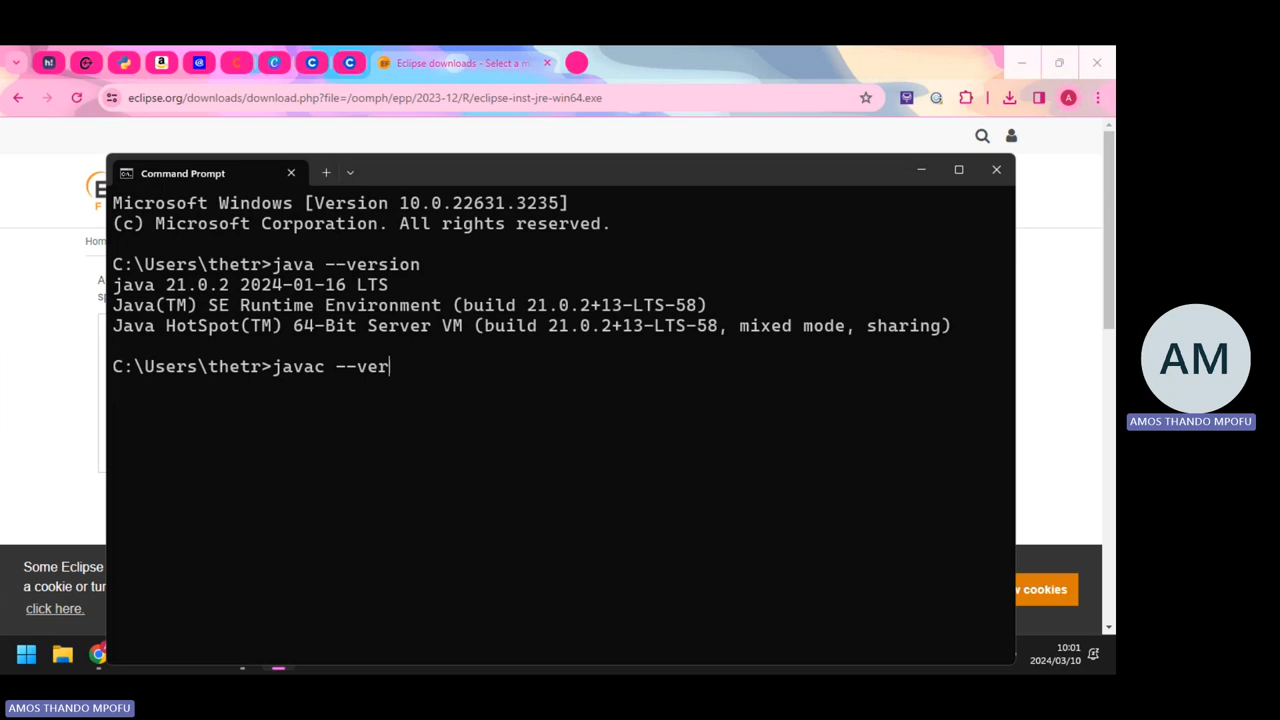 Eclipse downloads - Select a m
eclipse.org/downloads/download.php?file=/oomph/epp/2023-12/R/eclipse-inst-jre-win64.exe
A
Command Prompt
Microsoft Windows [Version 10.0.22631.3235]
(c) Microsoft Corporation. All rights reserved.
Hom
C:\Users\thetr>java --version
java 21.0.2 2024-01-16 LTS
Java(TM) SE Runtime Environment (build 21.0.2+13-LTS-58)
Java HotSpot(TM) 64-Bit Server VM (build 21.0.2+13-LTS-58, mixed mode, sharing)
C:\Users\thetr>javac --ver
AM
AMOS THANDO MPOFU
Some Eclipse
a cookie or tur
click here.
w cookies
10:01
2024/03/10
AMOS THANDO MPOFU